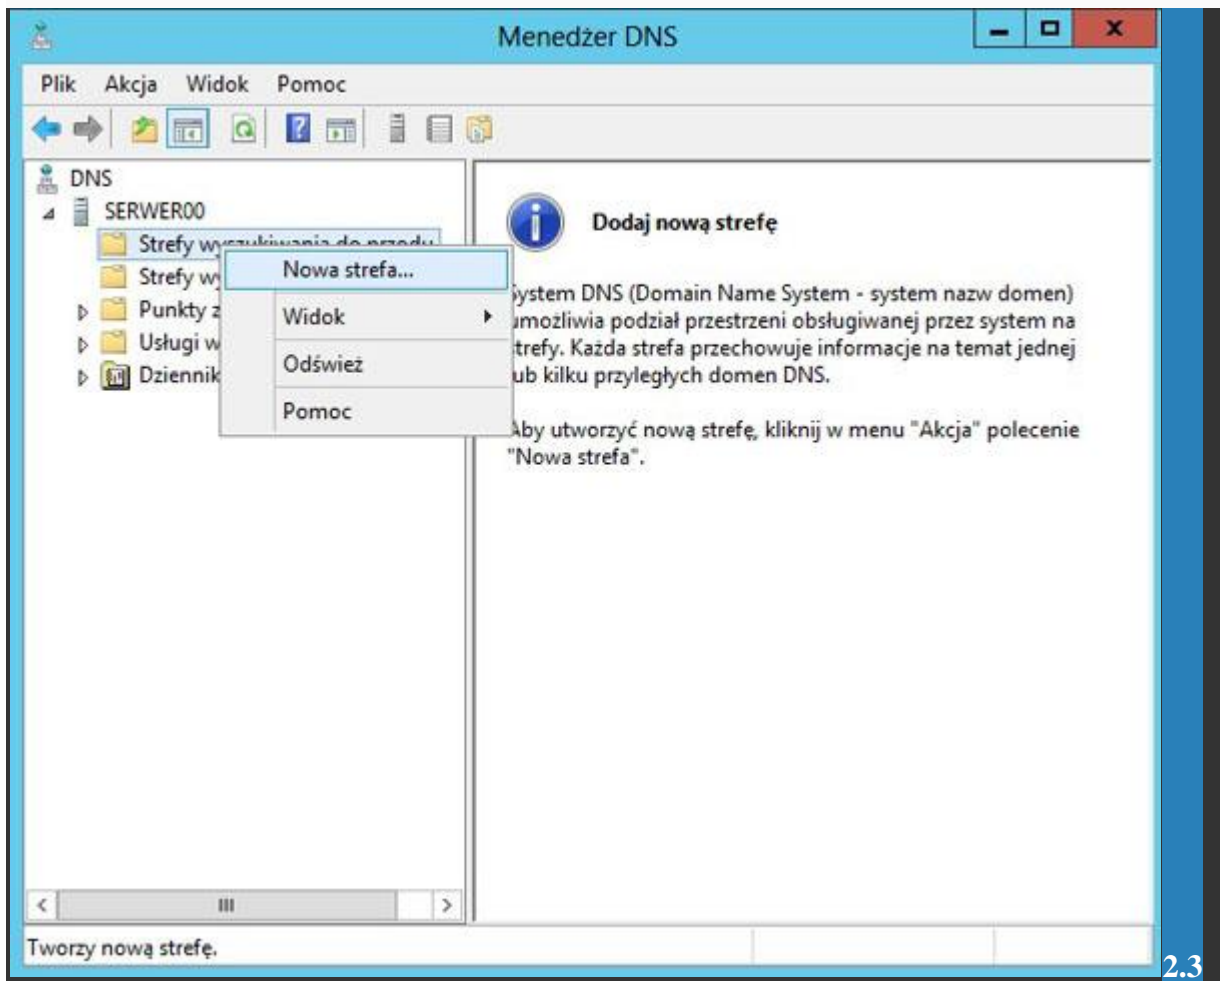 Menedżer DNS
Plik Akcja Widok Pomoc
DNS
SERWER00
Strefy wyszukiwania do przodu
Strefy
Punkty
Usługi
Dziennik
Nowa strefa...
Widok
Odśwież
Pomoc
Dodaj nową strefę
System DNS (Domain Name System - system nazw domen)
umożliwia podział przestrzeni obsługiwanej przez system na
strefy. Każda strefa przechowuje informacje na temat jednej
lub kilku przyległych domen DNS.
Aby utworzyć nową strefę, kliknij w menu "Akcja" polecenie
"Nowa strefa".
Tworzy nową strefę.
2.3